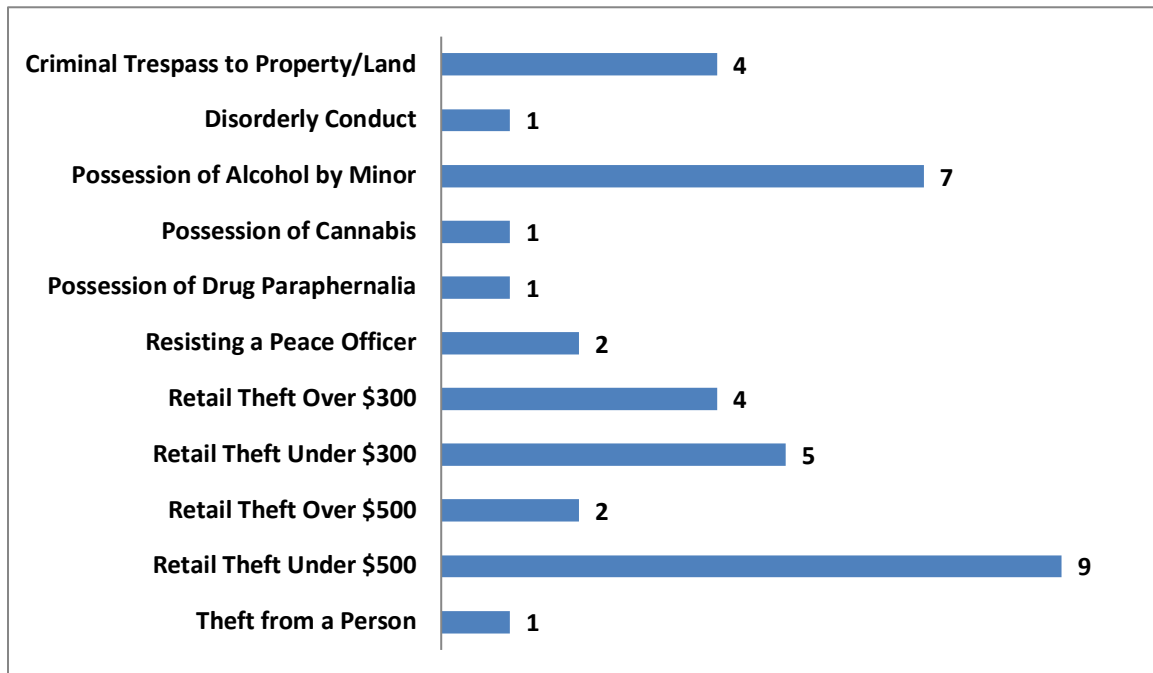 Criminal Trespass to Property/Land 4
Disorderly Conduct 1
Possession of Alcohol by Minor 7
Possession of Cannabis 1
Possession of Drug Paraphernalia 1
Resisting a Peace Officer 2
Retail Theft Over $300 4
Retail Theft Under $300 5
Retail Theft Over $500 2
Retail Theft Under $500 9
Theft from a Person 1